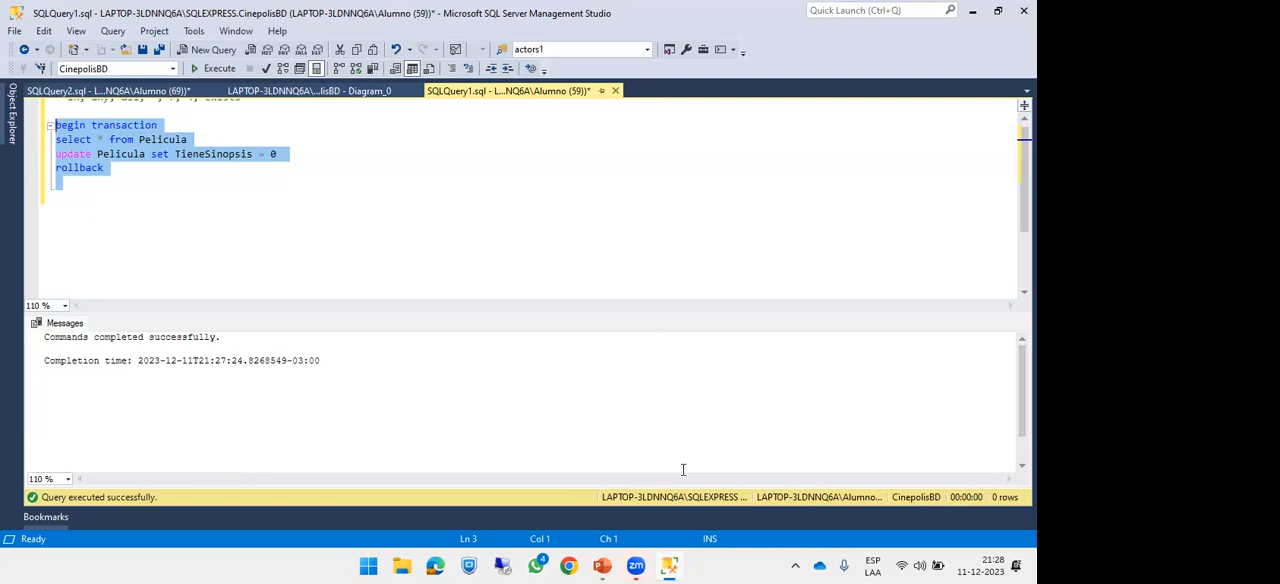 SQLQuery1.sql - LAPTOP-3LDNNQ6A\SQLEXPRESS.CinepolisBD (LAPTOP-3LDNNQ6A\Alumno (59))* - Microsoft SQL Server Management Studio
Quick Launch (Ctrl+Q)
File Edit View Query Project Tools Window Help
New Query
actors1
CinepolisBD
Execute
Object Explorer
SQLQuery2.sql - L...NQ6A\Alumno (69))*
LAPTOP-3LDNNQ6A\...lisBD - Diagram_0
SQLQuery1.sql - L...NQ6A\Alumno (59))*
begin transaction
select * from Pelicula
update Pelicula set TieneSinopsis = 0
rollback
110 %
Messages
Commands completed successfully.
Completion time: 2023-12-11T21:27:24.8268549-03:00
110 %
Query executed successfully.
LAPTOP-3LDNNQ6A\SQLEXPRESS ...
LAPTOP-3LDNNQ6A\Alumno...
CinepolisBD
00:00:00
0 rows
Bookmarks
Ready
Ln 3
Col 1
Ch 1
INS
4
zm
ESP
LAA
21:28
11-12-2023